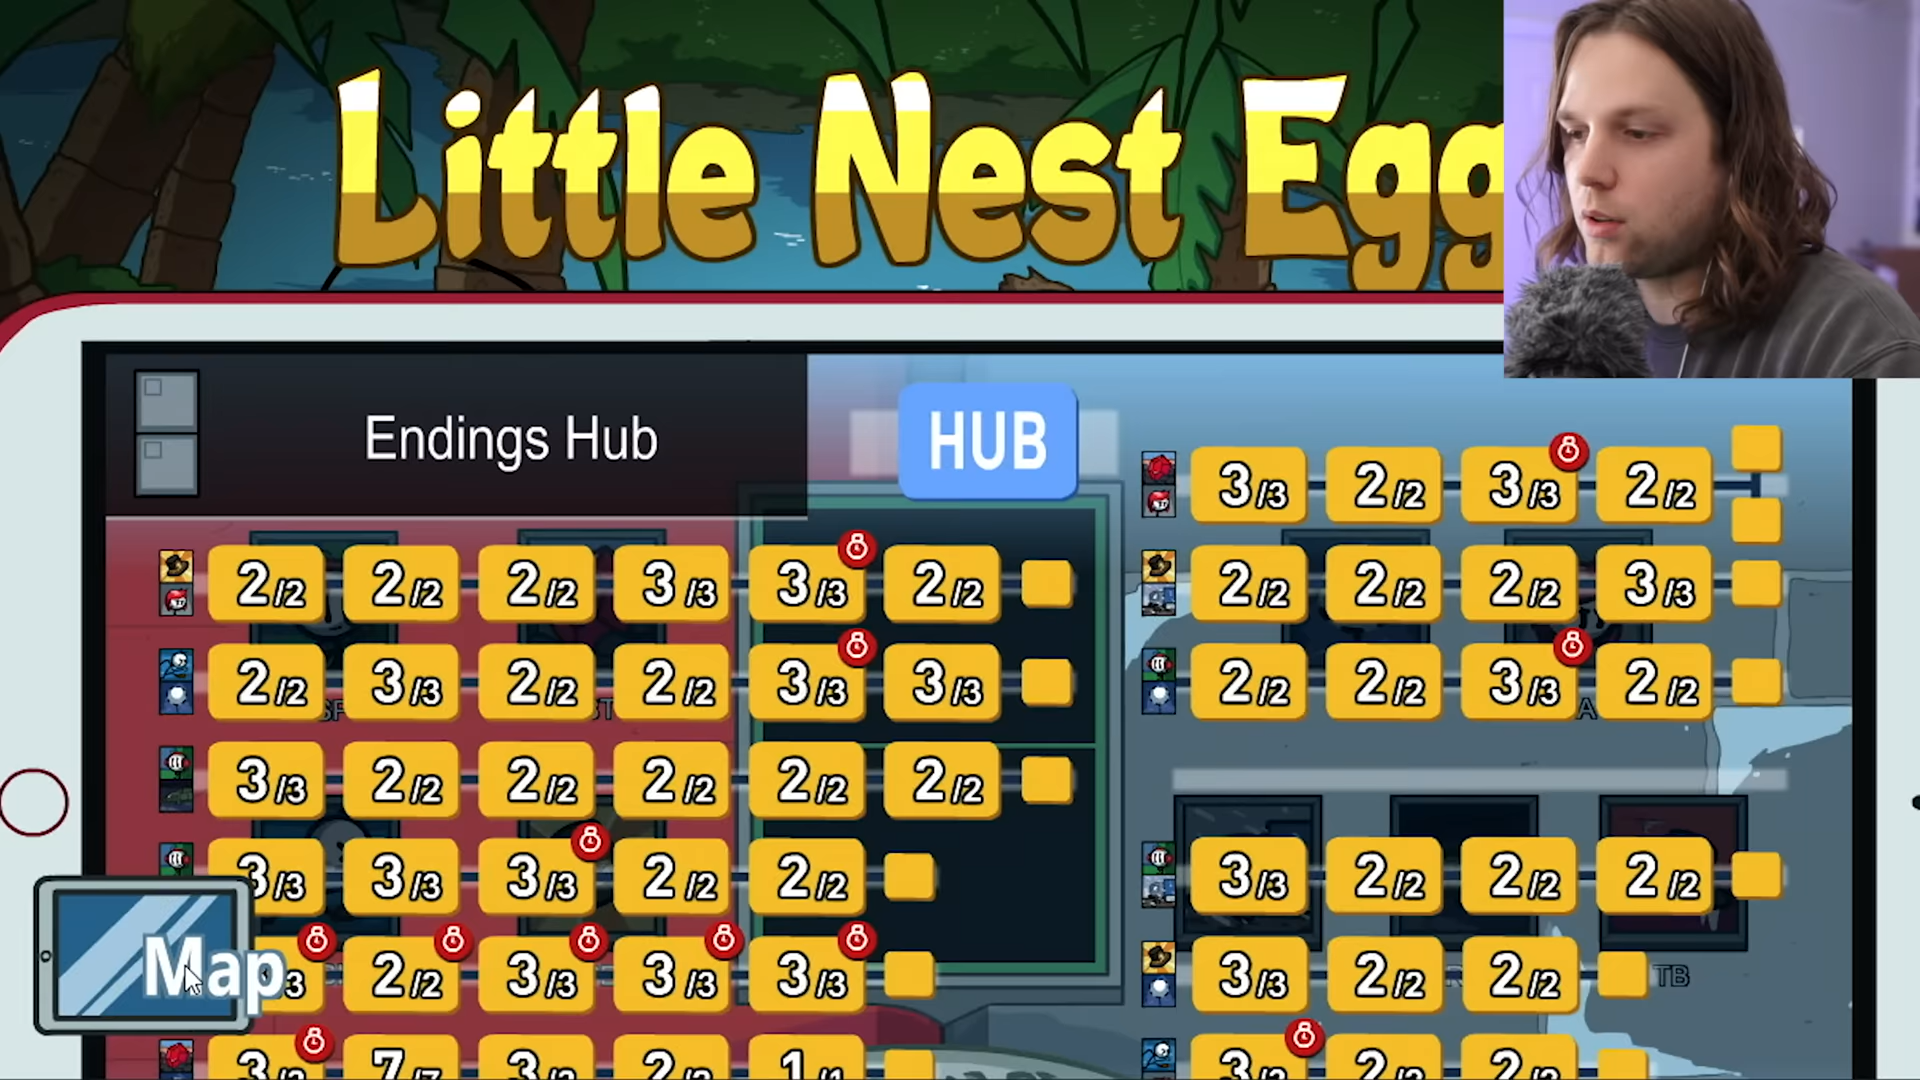 Little Nest Egg
Endings Hub
HUB
3/3 2/2 3/3 2/2
2/2 2/2 2/2 3/3 3/3 2/2
2/2 2/2 2/2 3/3
2/2 3/3 2/2 2/2 3/3 3/3
2/2 2/2 3/3 2/2
3/3 2/2 2/2 2/2 2/2 2/2
3/3 3/3 3/3 2/2 2/2
3/3 2/2 2/2 2/2
Map
3 2/2 3/3 3/3 3/3
3/3 2/2 2/2
TB
7/7
1/1